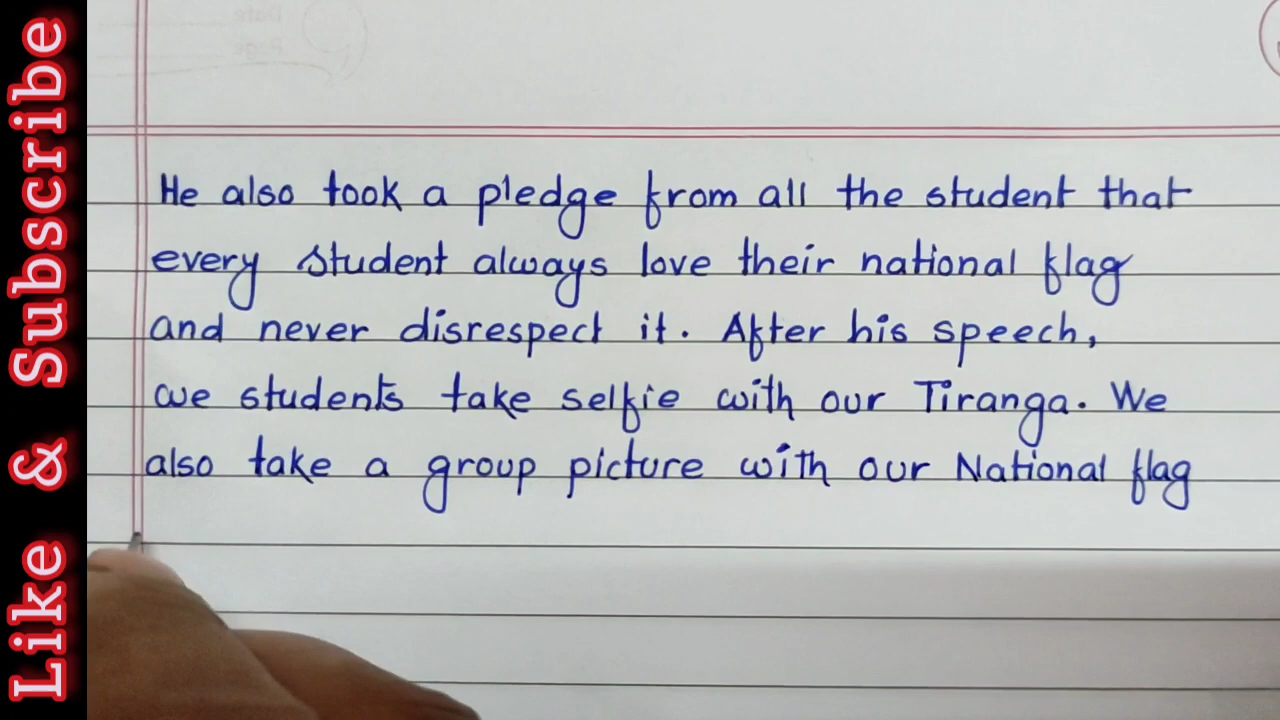 Like & Subscribe
He also took a pledge from all the student that
every student always love their national flag
and never disrespect it. After his speech,
we students take selfie with our Tiranga. We
also take a group picture with our National flag